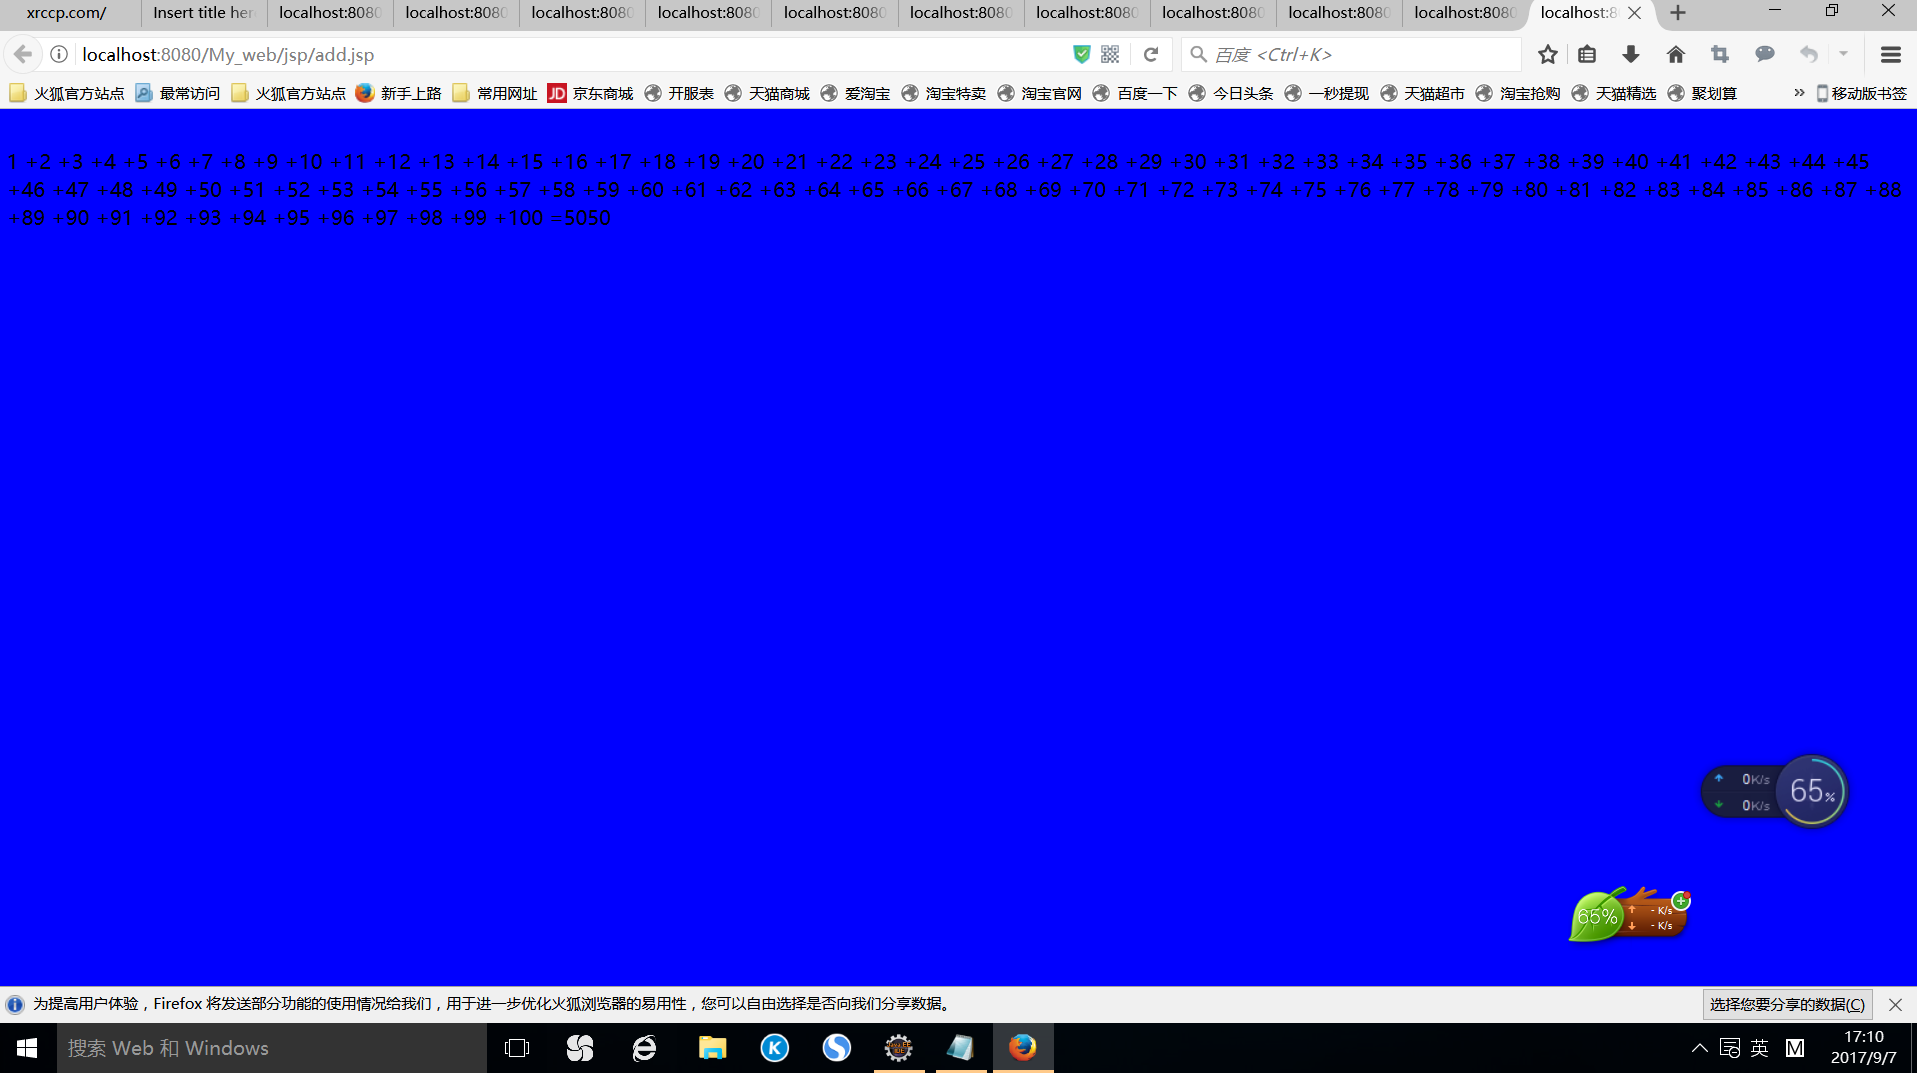 xrccp.com/ Insert title here localhost:8080 localhost:8080 localhost:8080 localhost:8080 localhost:8080 localhost:8080 localhost:8080 localhost:8080 localhost:8080 localhost:8080 localhost:8
localhost:8080/My_web/jsp/add.jsp 百度 <Ctrl+K>
火狐官方站点 最常访问 火狐官方站点 新手上路 常用网址 JD 京东商城 开服表 天猫商城 爱淘宝 淘宝特卖 淘宝官网 百度一下 今日头条 一秒提现 天猫超市 淘宝抢购 天猫精选 聚划算 » 移动版书签
1 +2 +3 +4 +5 +6 +7 +8 +9 +10 +11 +12 +13 +14 +15 +16 +17 +18 +19 +20 +21 +22 +23 +24 +25 +26 +27 +28 +29 +30 +31 +32 +33 +34 +35 +36 +37 +38 +39 +40 +41 +42 +43 +44 +45
+46 +47 +48 +49 +50 +51 +52 +53 +54 +55 +56 +57 +58 +59 +60 +61 +62 +63 +64 +65 +66 +67 +68 +69 +70 +71 +72 +73 +74 +75 +76 +77 +78 +79 +80 +81 +82 +83 +84 +85 +86 +87 +88
+89 +90 +91 +92 +93 +94 +95 +96 +97 +98 +99 +100 =5050
0K/s
65%
0K/s
65% - K/s
- K/s
为提高用户体验，Firefox 将发送部分功能的使用情况给我们，用于进一步优化火狐浏览器的易用性，您可以自由选择是否向我们分享数据。 选择您要分享的数据(C)
搜索 Web 和 Windows 英 M
17:10
2017/9/7